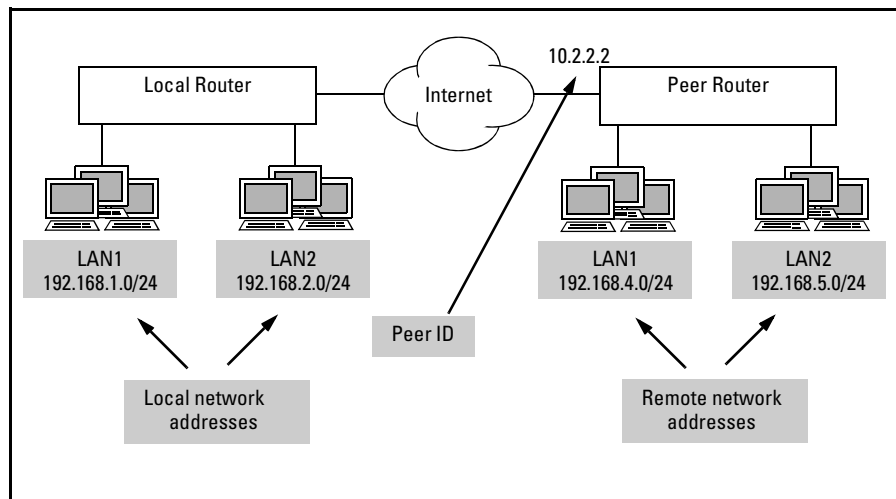 10.2.2.2
Local Router
Internet
Peer Router
LAN1
192.168.1.0/24
LAN2
192.168.2.0/24
LAN1
192.168.4.0/24
LAN2
192.168.5.0/24
Peer ID
Local network
addresses
Remote network
addresses